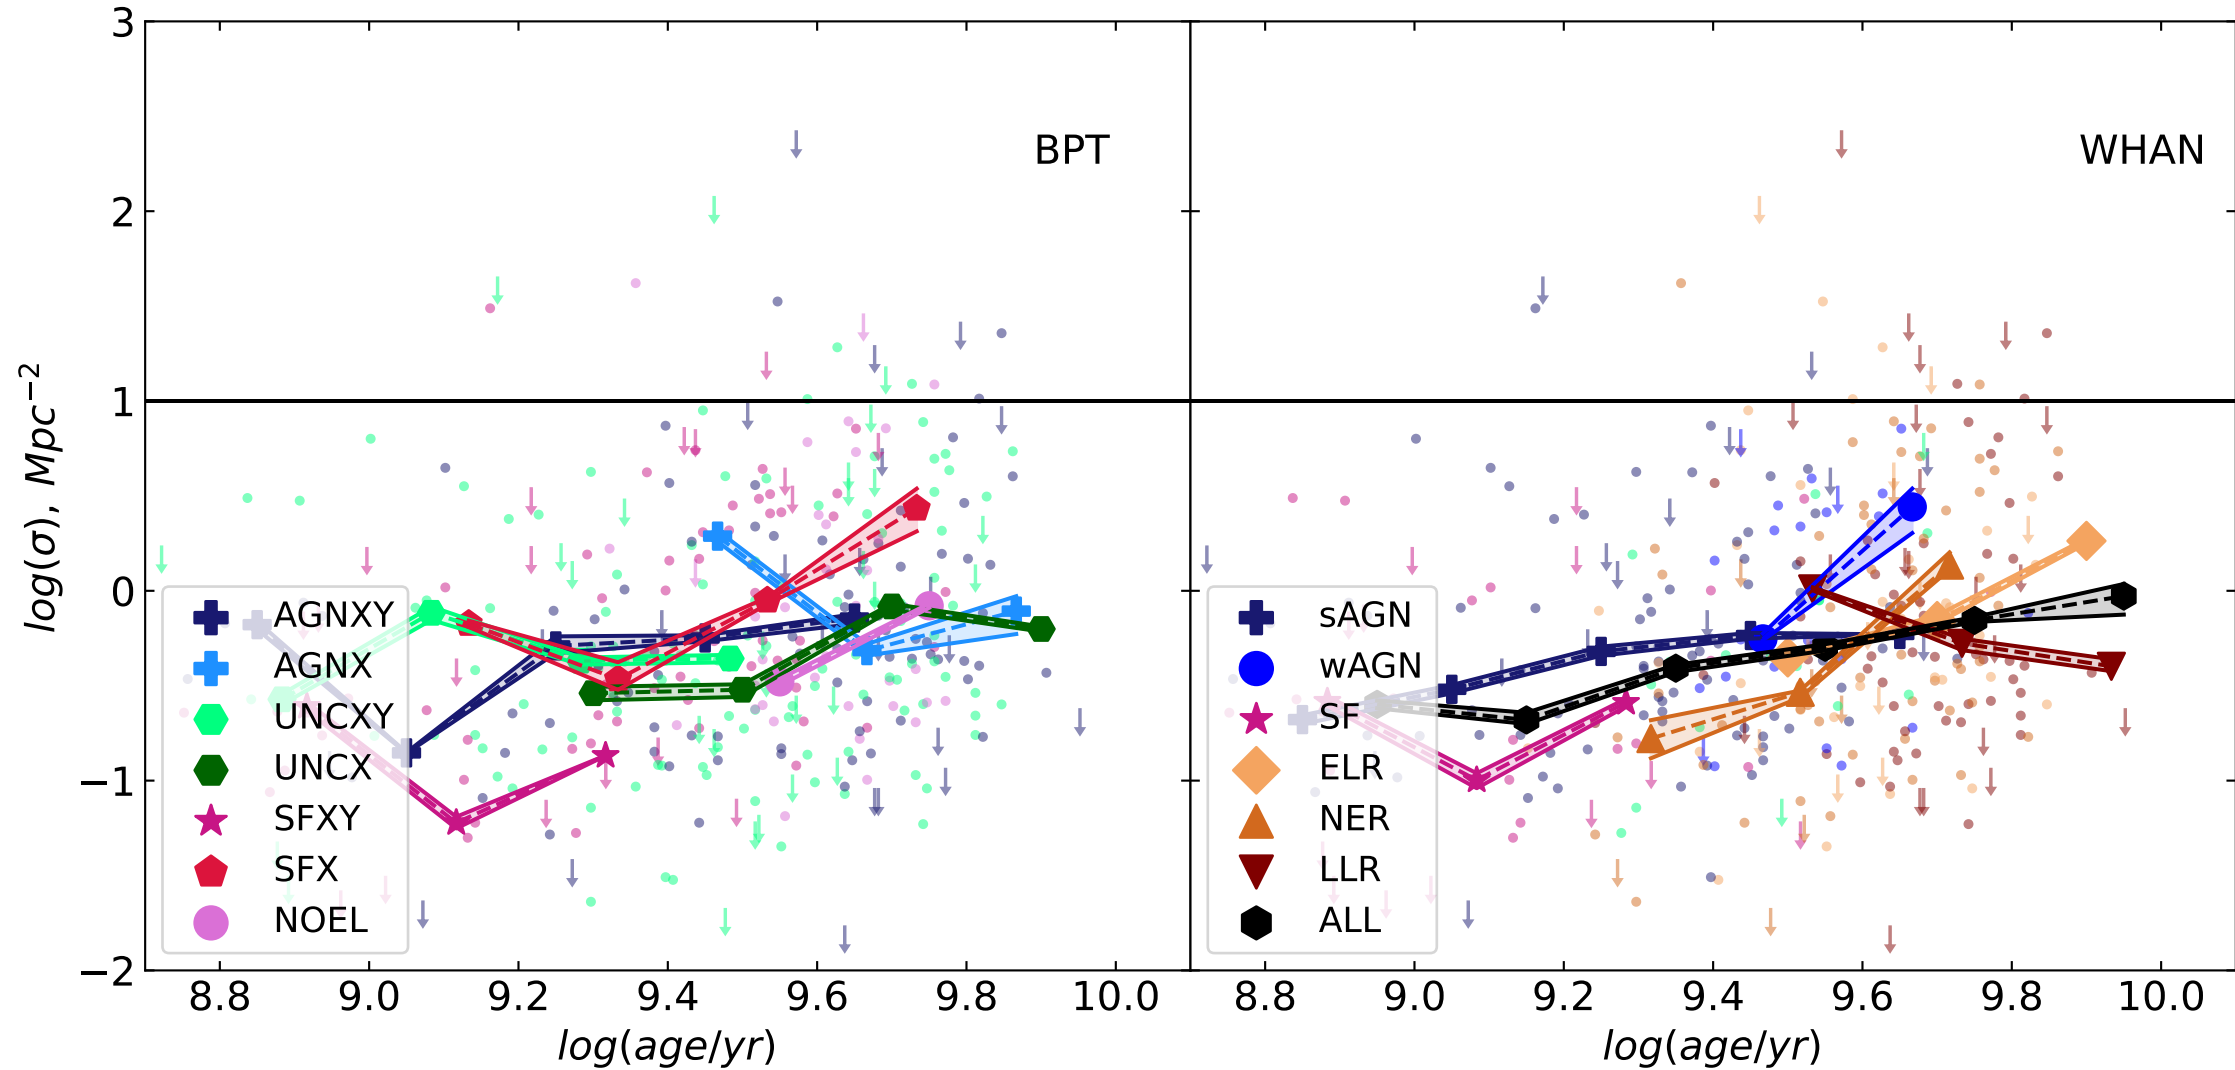 3
2
1
0
−1
−2
log(σ), Mpc⁻²
BPT
AGNXY
AGNX
UNCXY
UNCX
SFXY
SFX
NOEL
8.8 9.0 9.2 9.4 9.6 9.8 10.0
log(age/yr)
WHAN
sAGN
wAGN
SF
ELR
NER
LLR
ALL
8.8 9.0 9.2 9.4 9.6 9.8 10.0
log(age/yr)